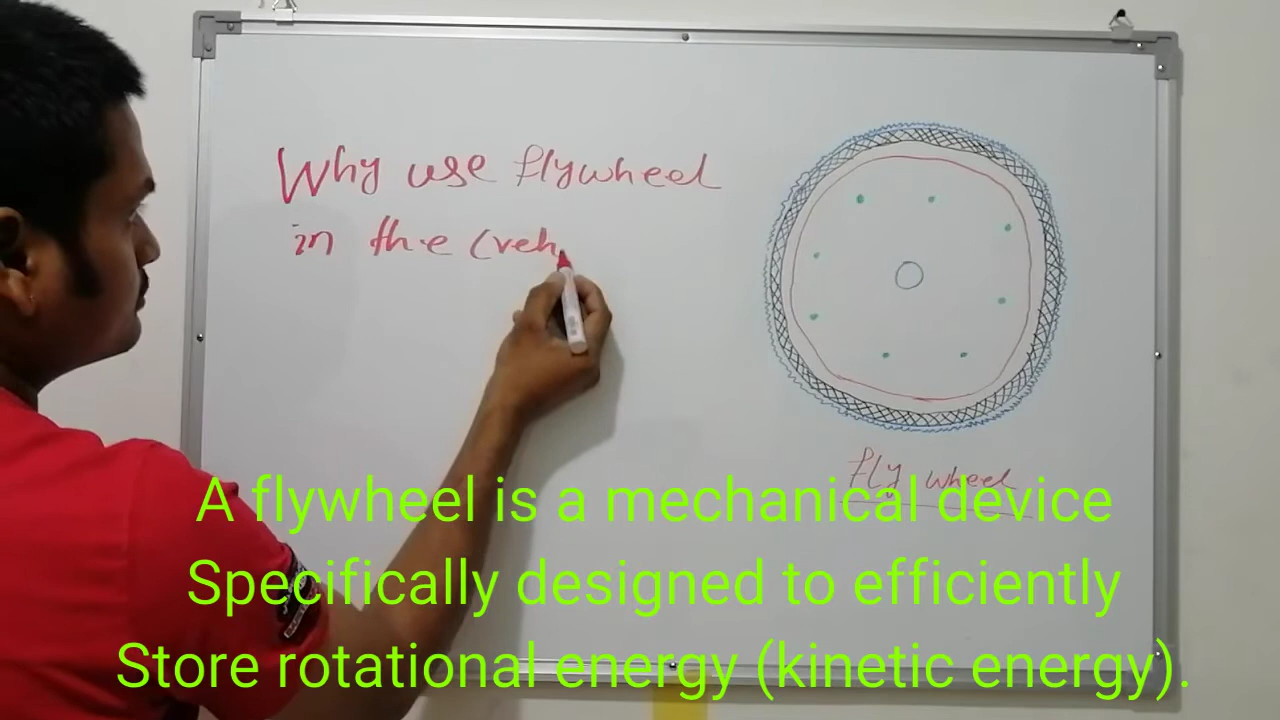 Why use flywheel
in the (veh
Fly wheel
A flywheel is a mechanical device
Specifically designed to efficiently
Store rotational energy (kinetic energy).